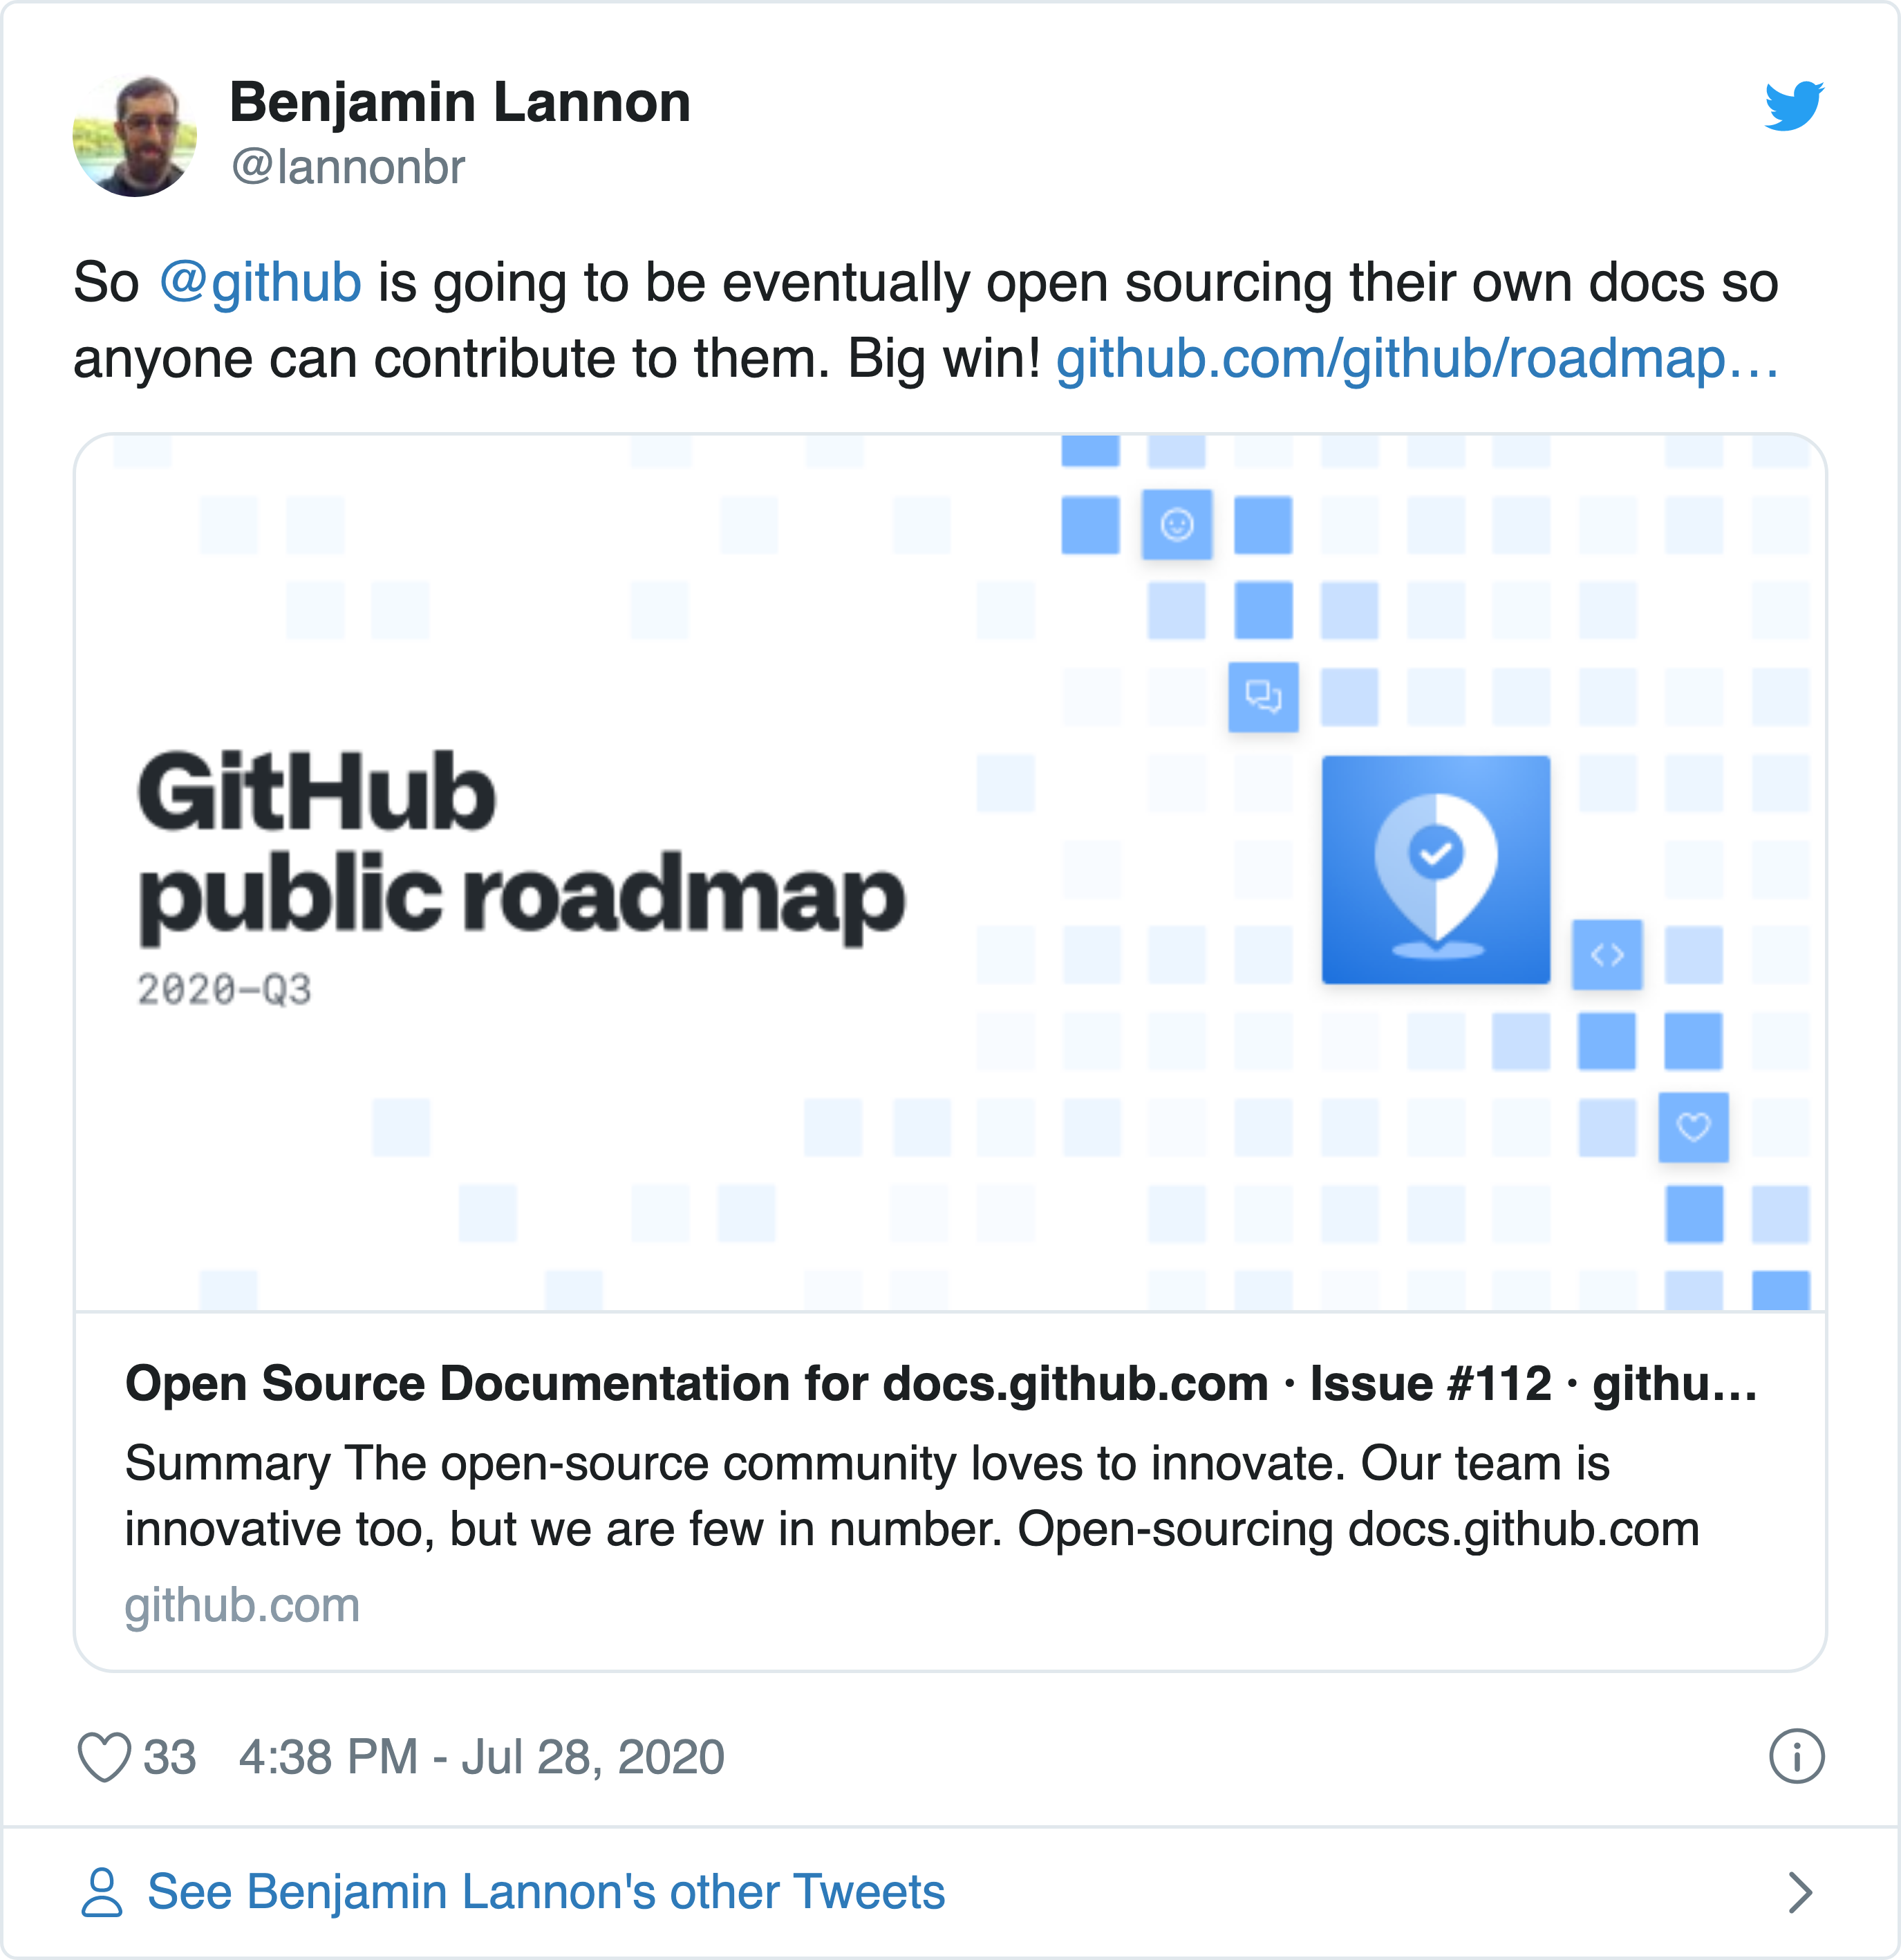 Benjamin Lannon
@lannonbr
So @github is going to be eventually open sourcing their own docs so
anyone can contribute to them. Big win! github.com/github/roadmap…
GitHub
public roadmap
2020-Q3
Open Source Documentation for docs.github.com · Issue #112 · githu…
Summary The open-source community loves to innovate. Our team is
innovative too, but we are few in number. Open-sourcing docs.github.com
github.com
33 4:38 PM - Jul 28, 2020
See Benjamin Lannon's other Tweets